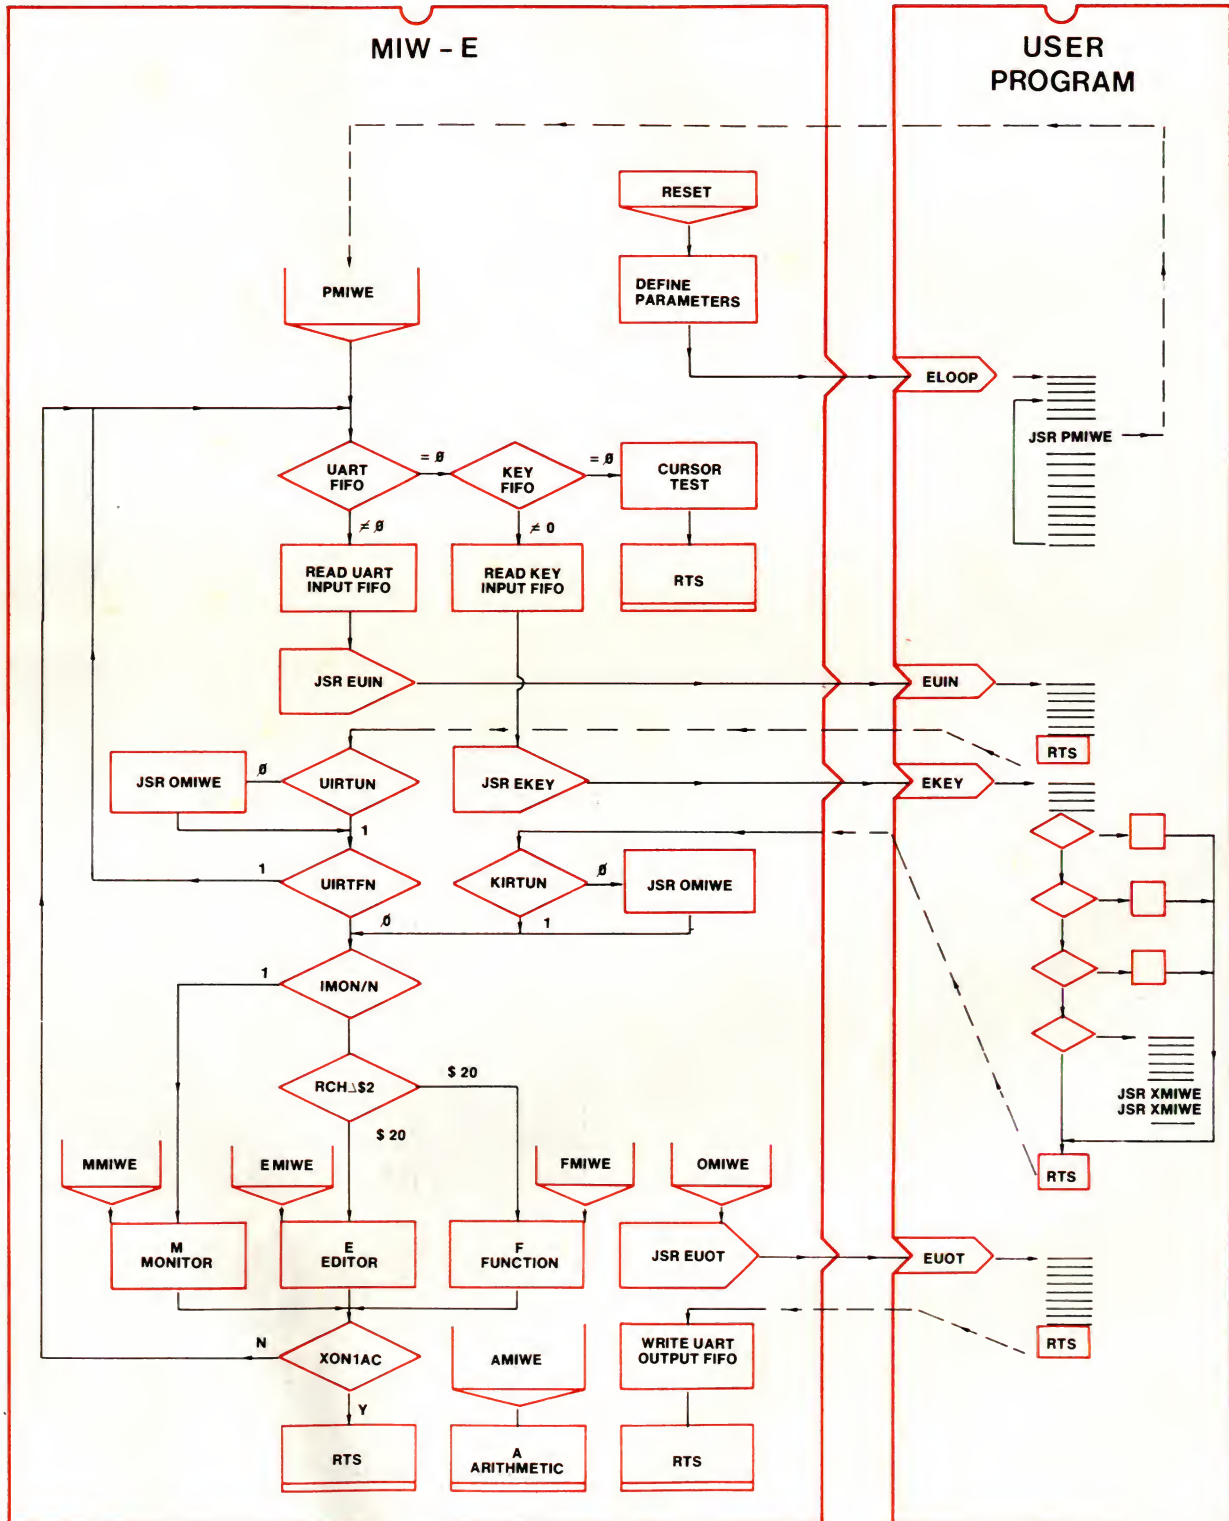 MIW – E
USER
PROGRAM
RESET
PMIWE
DEFINE
PARAMETERS
ELOOP
JSR PMIWE
UART
FIFO
= Ø
KEY
FIFO
= Ø
CURSOR
TEST
≠ Ø
≠ 0
READ UART
INPUT FIFO
READ KEY
INPUT FIFO
RTS
JSR EUIN
EUIN
RTS
JSR OMIWE
Ø
UIRTUN
JSR EKEY
EKEY
1
1
UIRTFN
KIRTUN
Ø
JSR OMIWE
Ø
1
1
IMON/N
RCH△$2
$ 20
JSR XMIWE
JSR XMIWE
$ 20
MMIWE
EMIWE
FMIWE
OMIWE
RTS
M
MONITOR
E
EDITOR
F
FUNCTION
JSR EUOT
EUOT
N
XON1AC
AMIWE
WRITE UART
OUTPUT FIFO
RTS
Y
RTS
A
ARITHMETIC
RTS